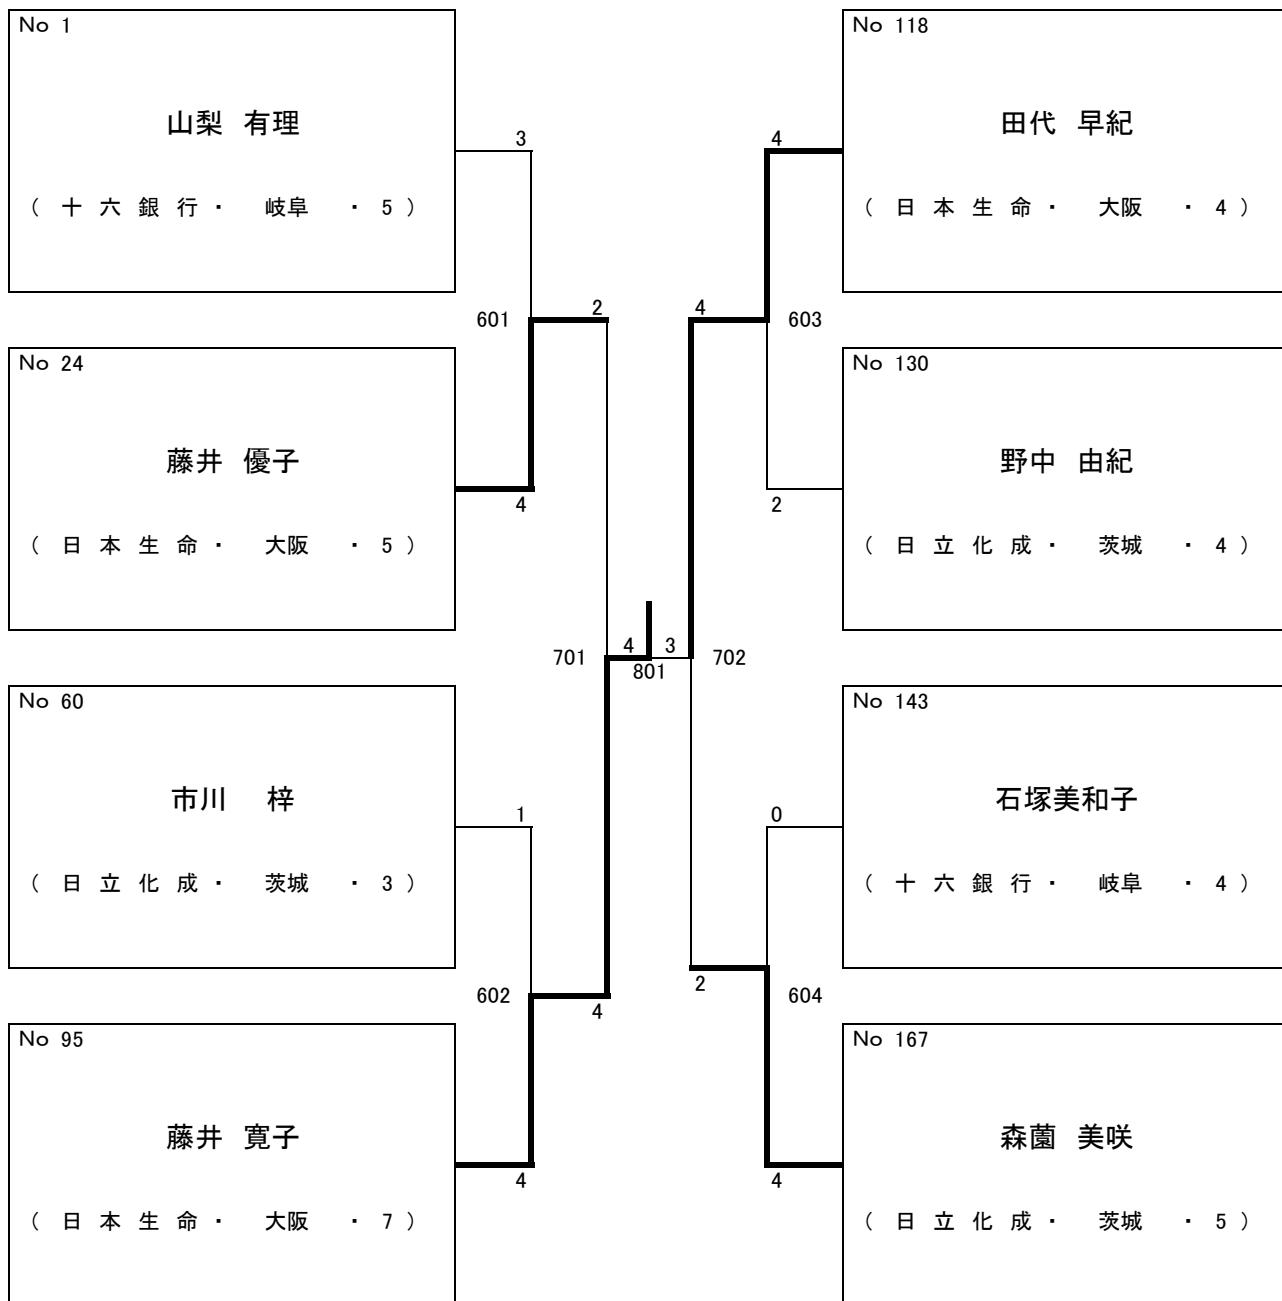 No 1
山梨 有理
( 十 六 銀 行 ・ 岐阜 ・ 5 )
No 24
藤井 優子
( 日 本 生 命 ・ 大阪 ・ 5 )
No 60
市川 梓
( 日 立 化 成 ・ 茨城 ・ 3 )
No 95
藤井 寛子
( 日 本 生 命 ・ 大阪 ・ 7 )
3
601
2
4
701
4
801
3
702
1
602
4
4
4
4
603
2
0
2
604
4
No 118
田代 早紀
( 日 本 生 命 ・ 大阪 ・ 4 )
No 130
野中 由紀
( 日 立 化 成 ・ 茨城 ・ 4 )
No 143
石塚美和子
( 十 六 銀 行 ・ 岐阜 ・ 4 )
No 167
森薗 美咲
( 日 立 化 成 ・ 茨城 ・ 5 )